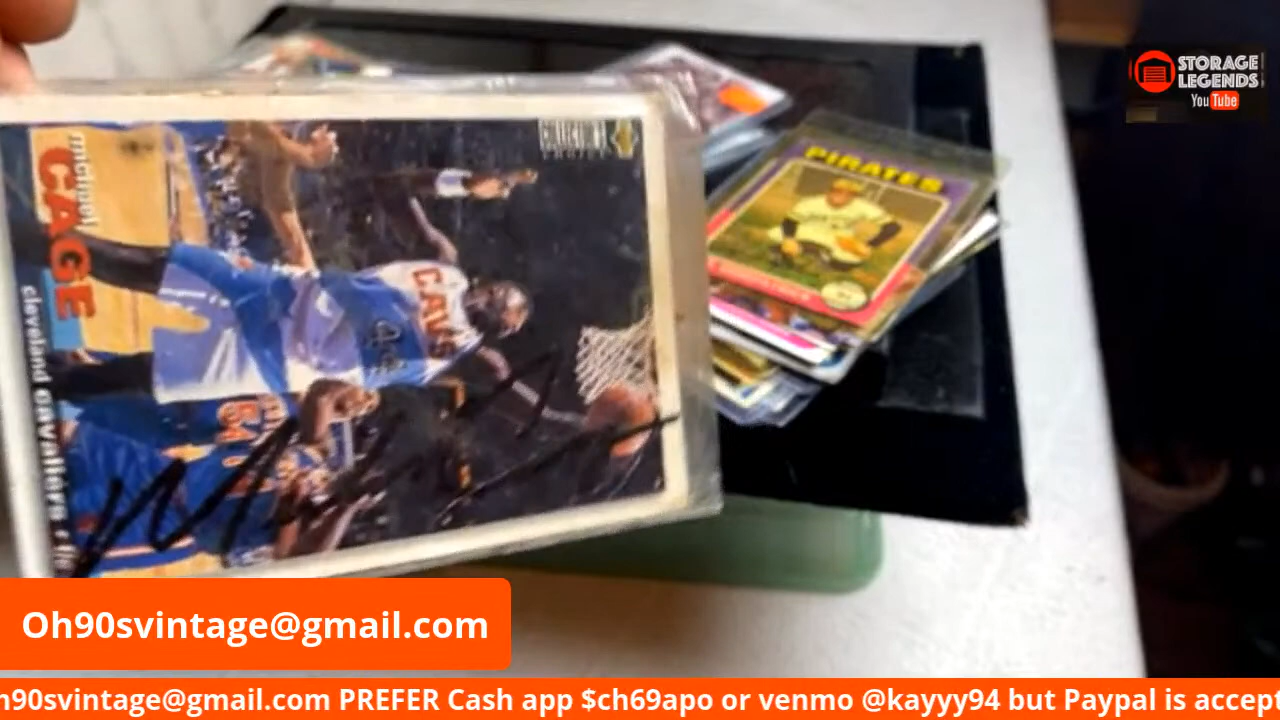 STORAGE
LEGENDS
YouTube
COLLECTOR'S
CHOICE
michael
CAGE
cleveland cavaliers •
CAVS
44
54
PIRATES
Oh90svintage@gmail.com
h90svintage@gmail.com PREFER Cash app $ch69apo or venmo @kayyy94 but Paypal is accept